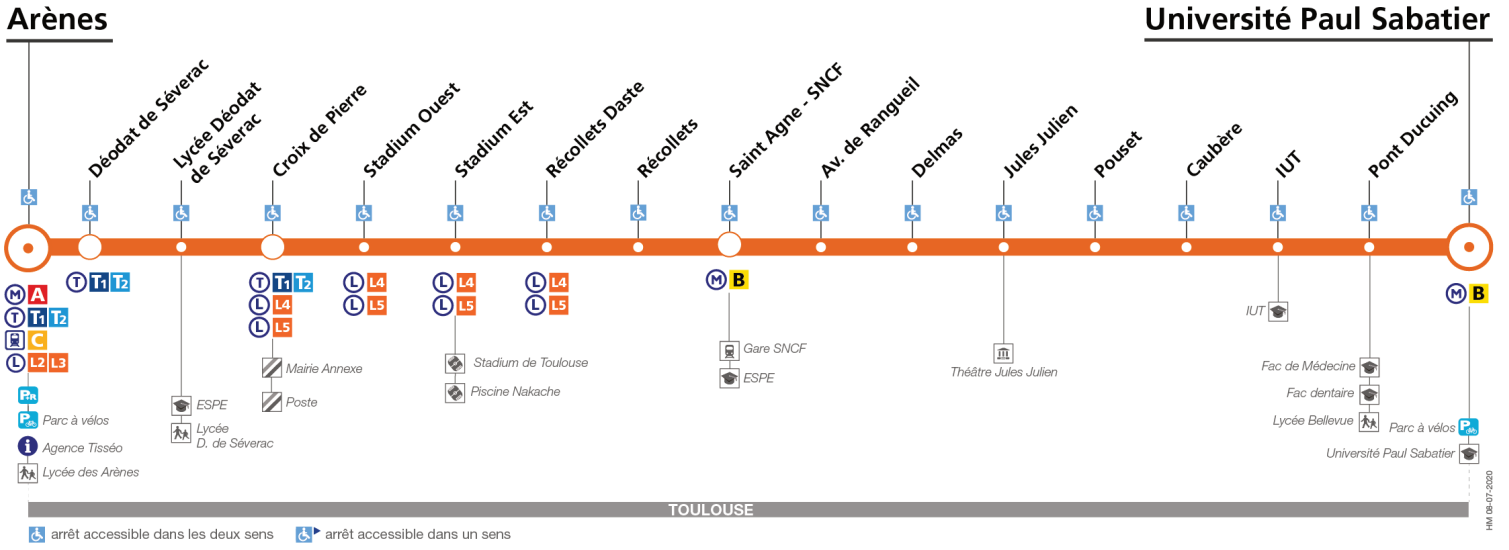 Arènes
Université Paul Sabatier
Déodat de Séverac
Lycée Déodat
de Séverac
Croix de Pierre
Stadium Ouest
Stadium Est
Récollets Daste
Récollets
Saint Agne - SNCF
Av. de Rangueil
Delmas
Jules Julien
Pouset
Caubère
IUT
Pont Ducuing
M A
T T1 T2
C
L L2 L3
PR
P Parc à vélos
i Agence Tisséo
Lycée des Arènes
T T1 T2
ESPE
Lycée
D. de Séverac
T T1 T2
L L4
L L5
Mairie Annexe
Poste
L L4
L L5
L L4
L L5
Stadium de Toulouse
Piscine Nakache
L L4
L L5
M B
Gare SNCF
ESPE
Théâtre Jules Julien
IUT
Fac de Médecine
Fac dentaire
Lycée Bellevue
M B
Parc à vélos P
Université Paul Sabatier
TOULOUSE
arrêt accessible dans les deux sens
arrêt accessible dans un sens
HM 08-07-2020